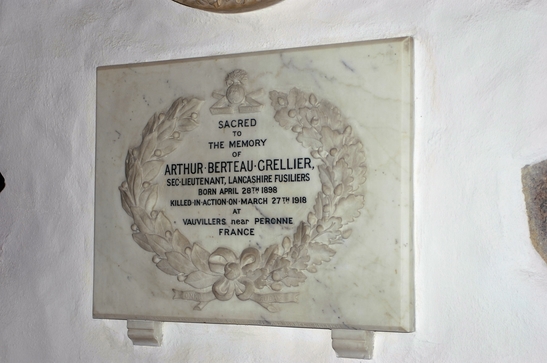 SACRED
TO
THE MEMORY
OF
ARTHUR·BERTEAU·GRELLIER,
SEC·LIEUTENANT, LANCASHIRE FUSILIERS
BORN APRIL 28TH 1898
KILLED·IN·ACTION·ON·MARCH 27TH 1918
AT
VAUVILLERS, near PERONNE
FRANCE